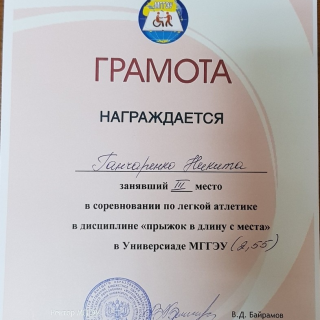 ГРАМОТА
НАГРАЖДАЕТСЯ
Гончаренко Никита
занявший III место
в соревновании по легкой атлетике
в дисциплине «прыжок в длину с места»
в Универсиаде МГГЭУ (2,55)
В.Д. Байрамов